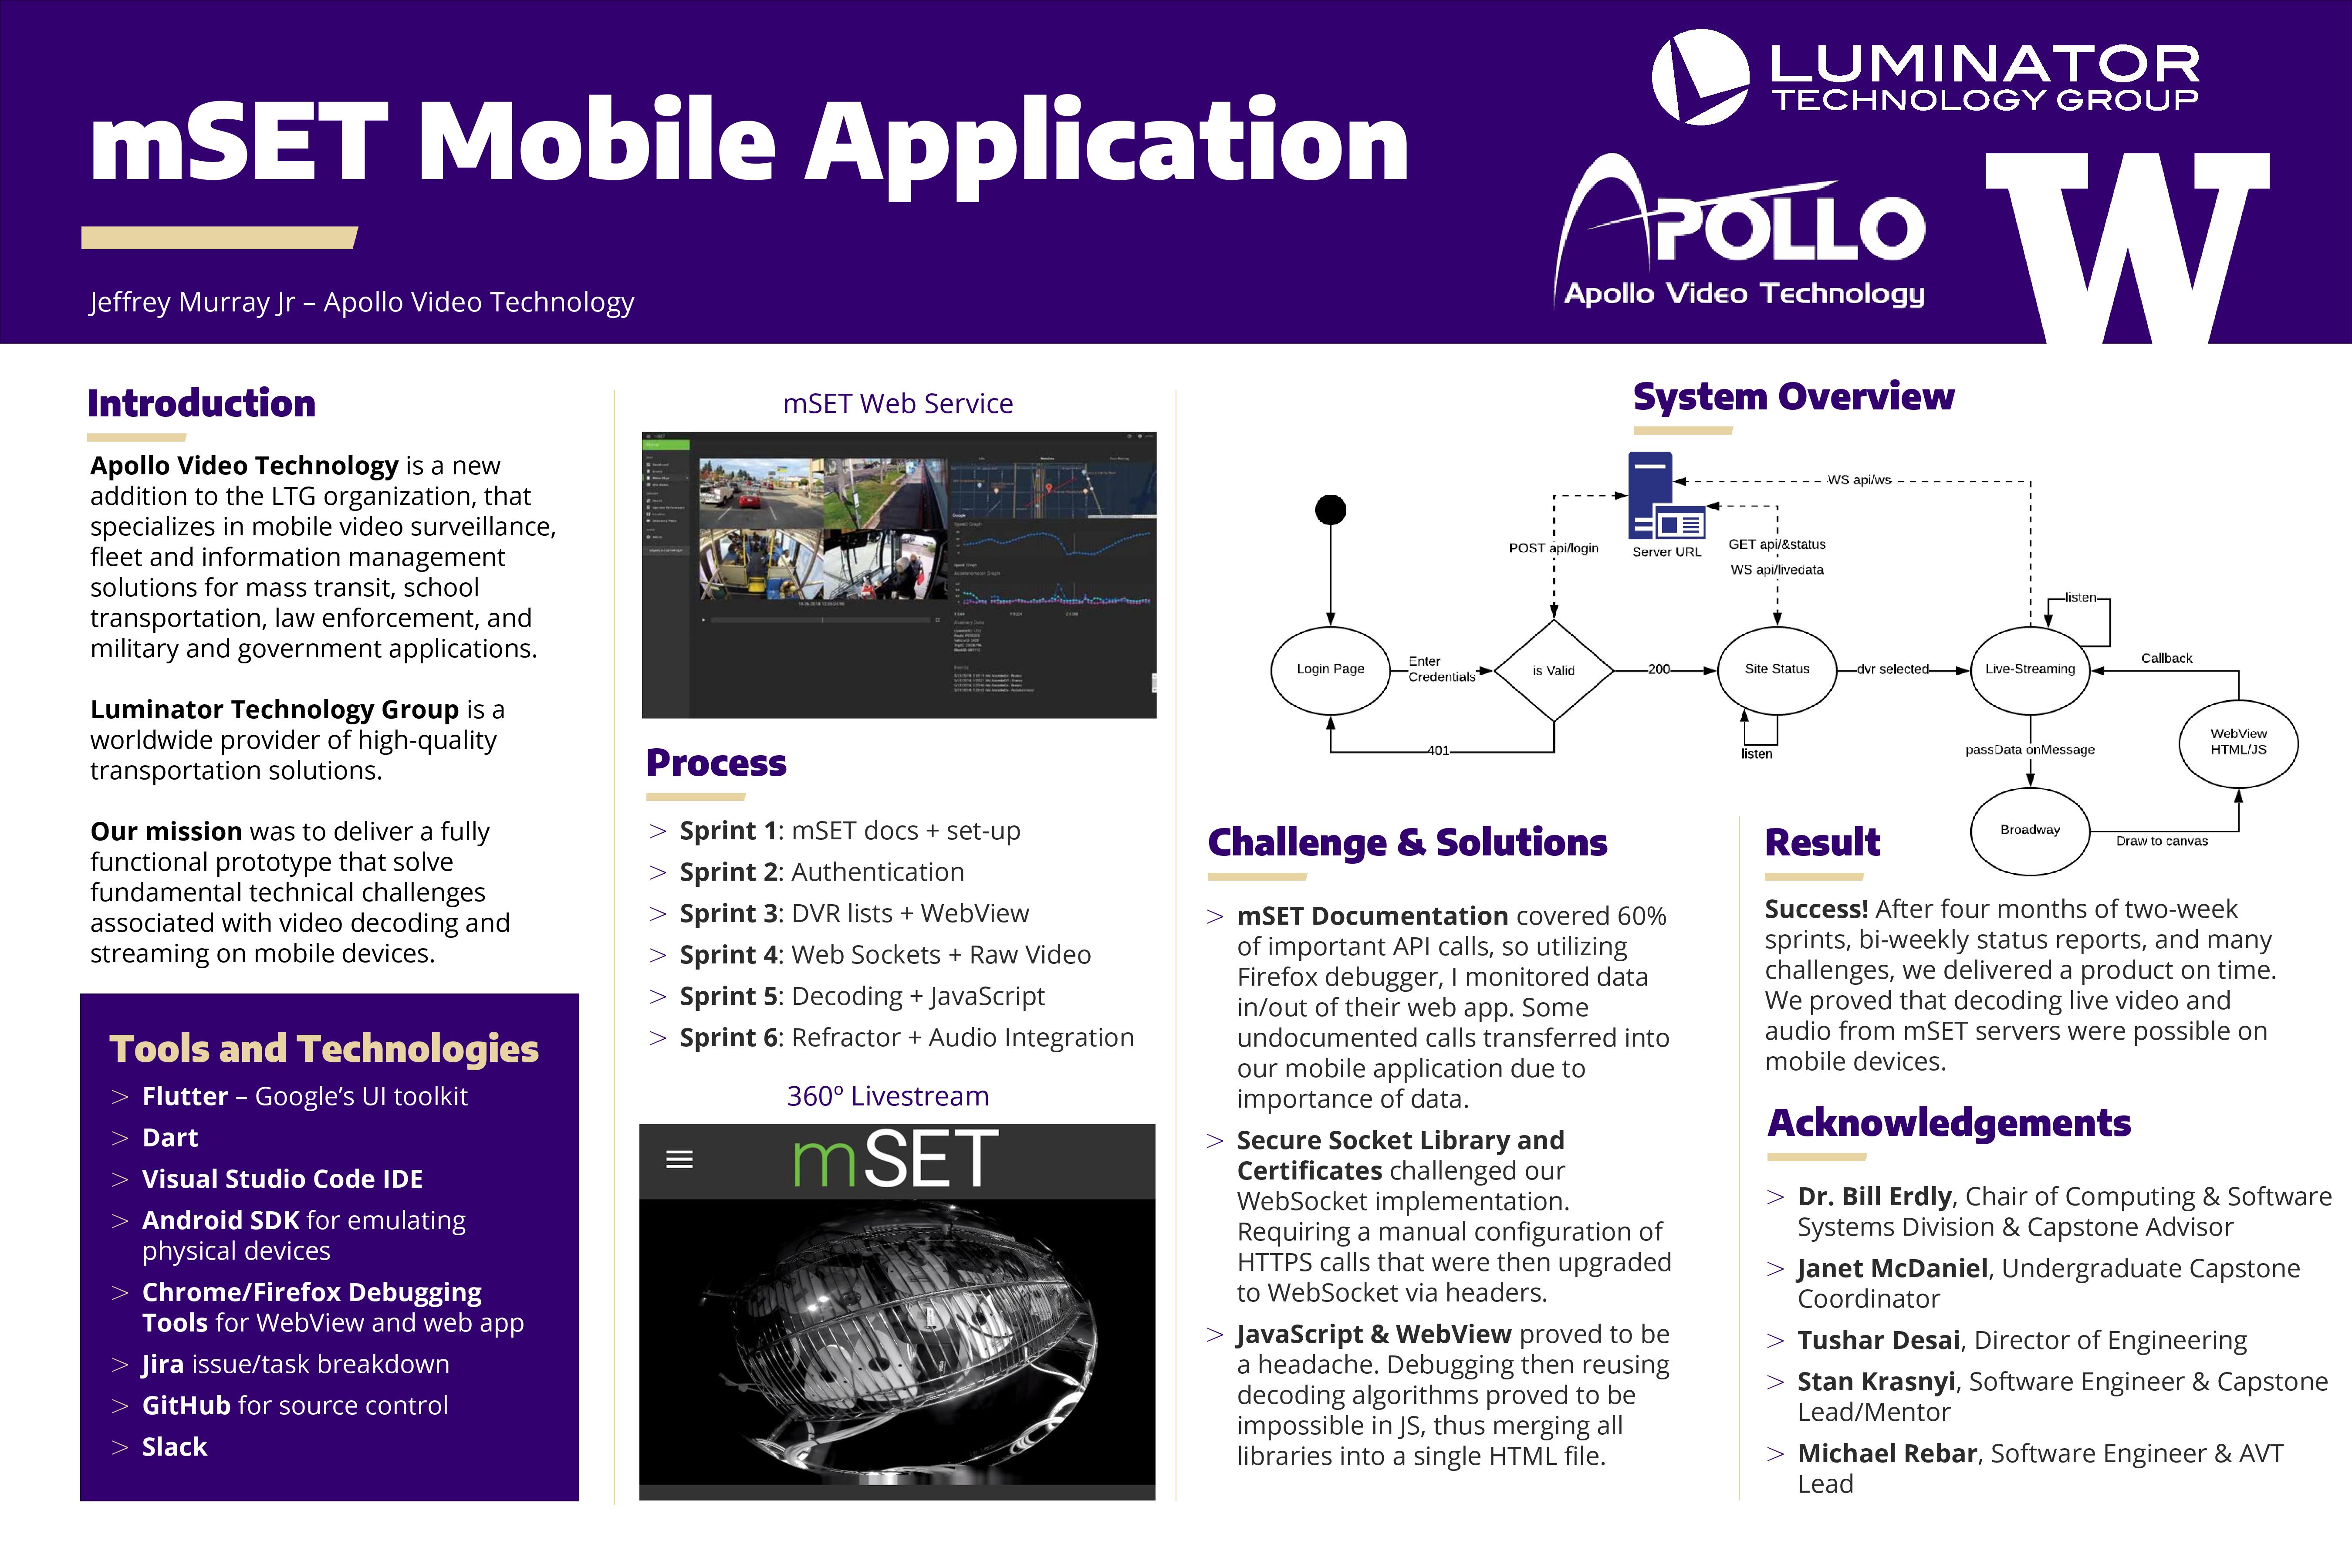 mSET Mobile Application
Jeffrey Murray Jr – Apollo Video Technology
LUMINATOR
TECHNOLOGY GROUP
APOLLO
Apollo Video Technology
W
Introduction
Apollo Video Technology is a new
addition to the LTG organization, that
specializes in mobile video surveillance,
fleet and information management
solutions for mass transit, school
transportation, law enforcement, and
military and government applications.
Luminator Technology Group is a
worldwide provider of high-quality
transportation solutions.
Our mission was to deliver a fully
functional prototype that solve
fundamental technical challenges
associated with video decoding and
streaming on mobile devices.
Tools and Technologies
> Flutter – Google's UI toolkit
> Dart
> Visual Studio Code IDE
> Android SDK for emulating
physical devices
> Chrome/Firefox Debugging
Tools for WebView and web app
> Jira issue/task breakdown
> GitHub for source control
> Slack
mSET Web Service
Process
> Sprint 1: mSET docs + set-up
> Sprint 2: Authentication
> Sprint 3: DVR lists + WebView
> Sprint 4: Web Sockets + Raw Video
> Sprint 5: Decoding + JavaScript
> Sprint 6: Refractor + Audio Integration
360º Livestream
mSET
System Overview
WS api/ws
POST api/login
Server URL
GET api/&status
WS api/livedata
listen
Login Page
Enter
Credentials
is Valid
200
Site Status
dvr selected
Live-Streaming
Callback
401
listen
passData onMessage
WebView
HTML/JS
Broadway
Draw to canvas
Challenge & Solutions
> mSET Documentation covered 60%
of important API calls, so utilizing
Firefox debugger, I monitored data
in/out of their web app. Some
undocumented calls transferred into
our mobile application due to
importance of data.
> Secure Socket Library and
Certificates challenged our
WebSocket implementation.
Requiring a manual configuration of
HTTPS calls that were then upgraded
to WebSocket via headers.
> JavaScript & WebView proved to be
a headache. Debugging then reusing
decoding algorithms proved to be
impossible in JS, thus merging all
libraries into a single HTML file.
Result
Success! After four months of two-week
sprints, bi-weekly status reports, and many
challenges, we delivered a product on time.
We proved that decoding live video and
audio from mSET servers were possible on
mobile devices.
Acknowledgements
> Dr. Bill Erdly, Chair of Computing & Software
Systems Division & Capstone Advisor
> Janet McDaniel, Undergraduate Capstone
Coordinator
> Tushar Desai, Director of Engineering
> Stan Krasnyi, Software Engineer & Capstone
Lead/Mentor
> Michael Rebar, Software Engineer & AVT
Lead